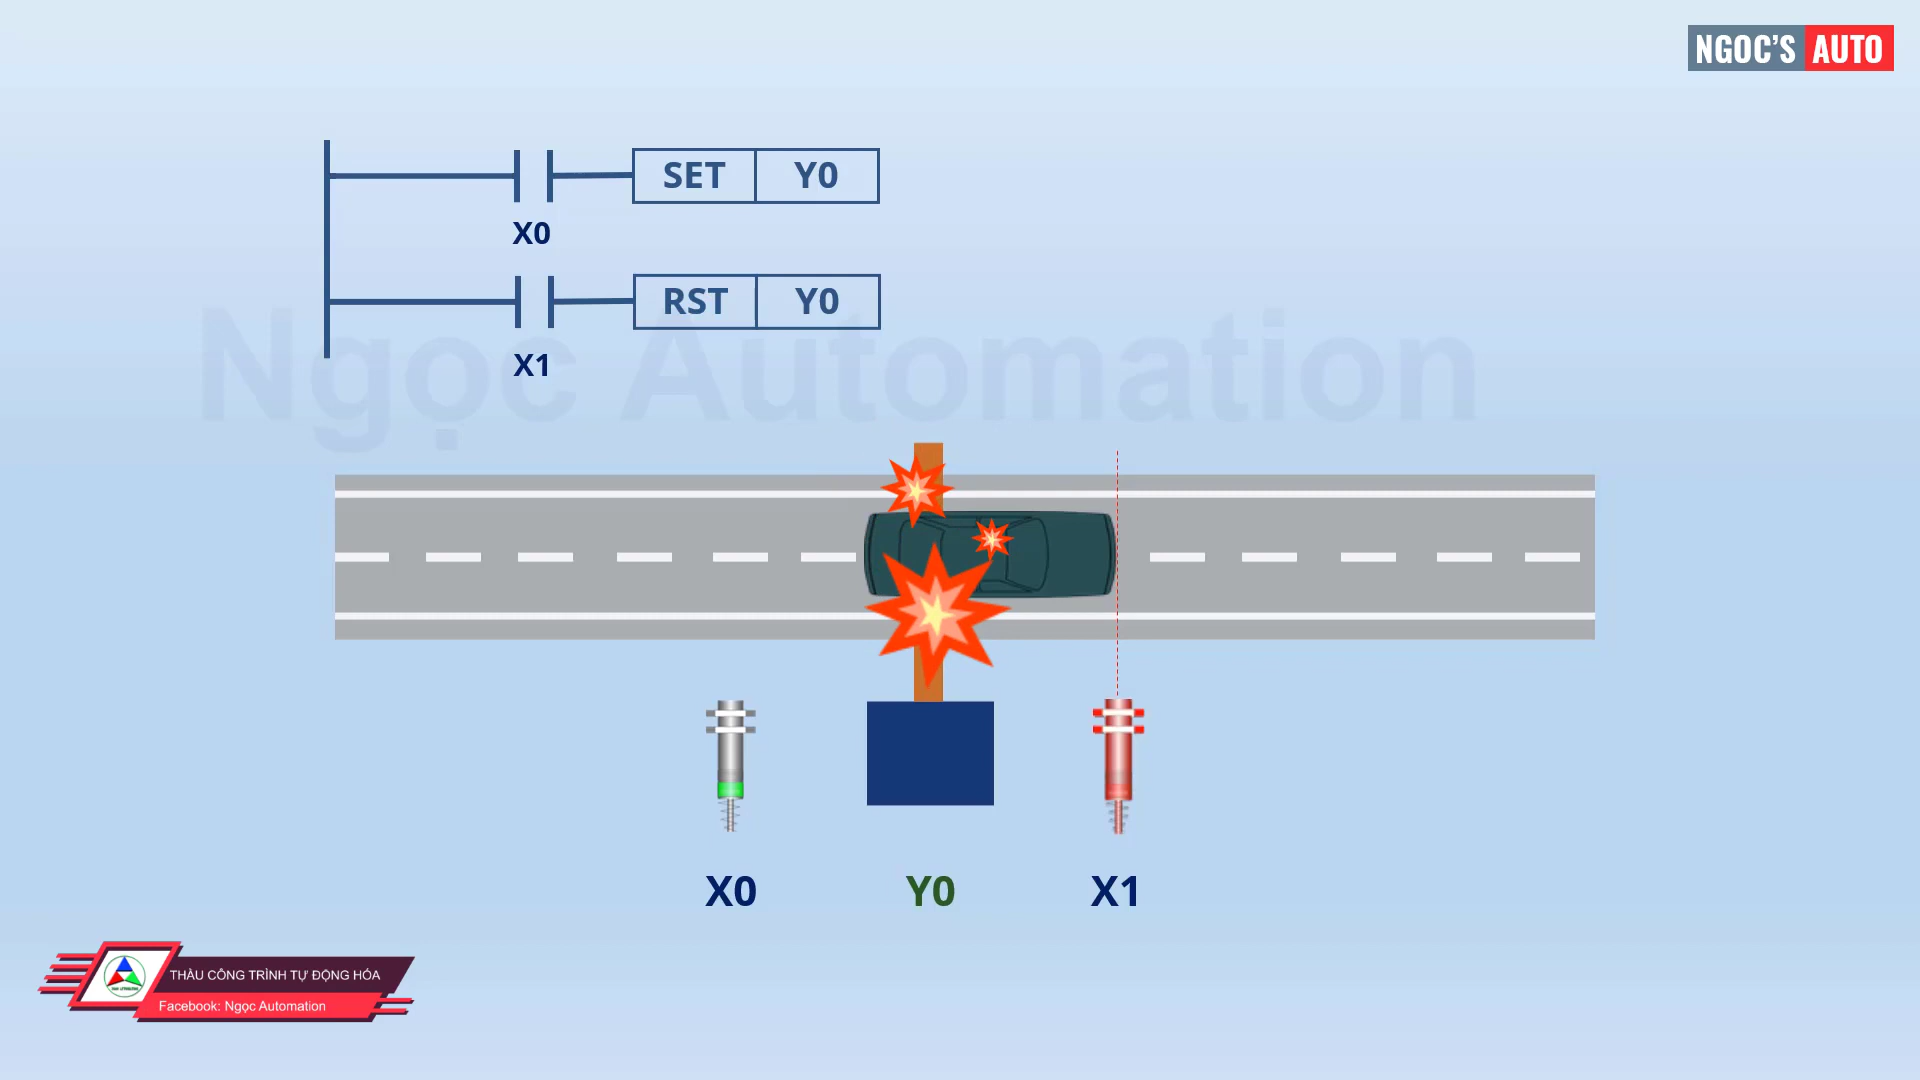 NGOC'S AUTO
SET Y0
X0
RST Y0
X1
Ngọc Automation
X0 Y0 X1
THẦU CÔNG TRÌNH TỰ ĐỘNG HÓA
Facebook: Ngọc Automation